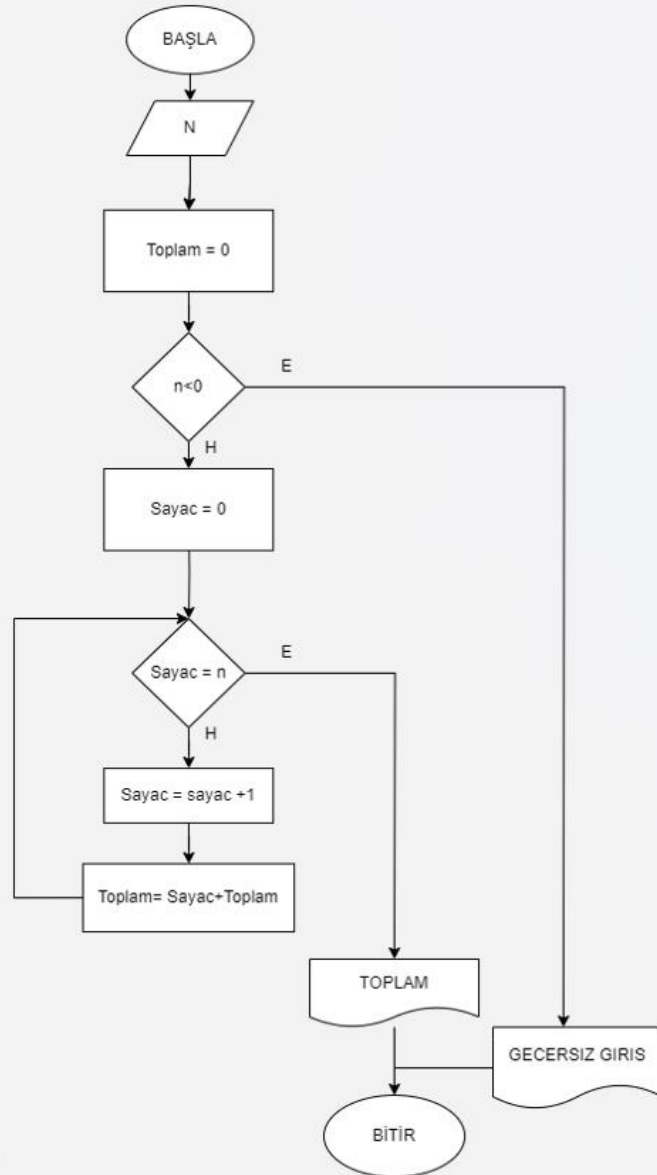 BAŞLA
N
Toplam = 0
n<0
E
H
Sayac = 0
Sayac = n
E
H
Sayac = sayac +1
Toplam= Sayac+Toplam
TOPLAM
GECERSIZ GIRIS
BİTİR